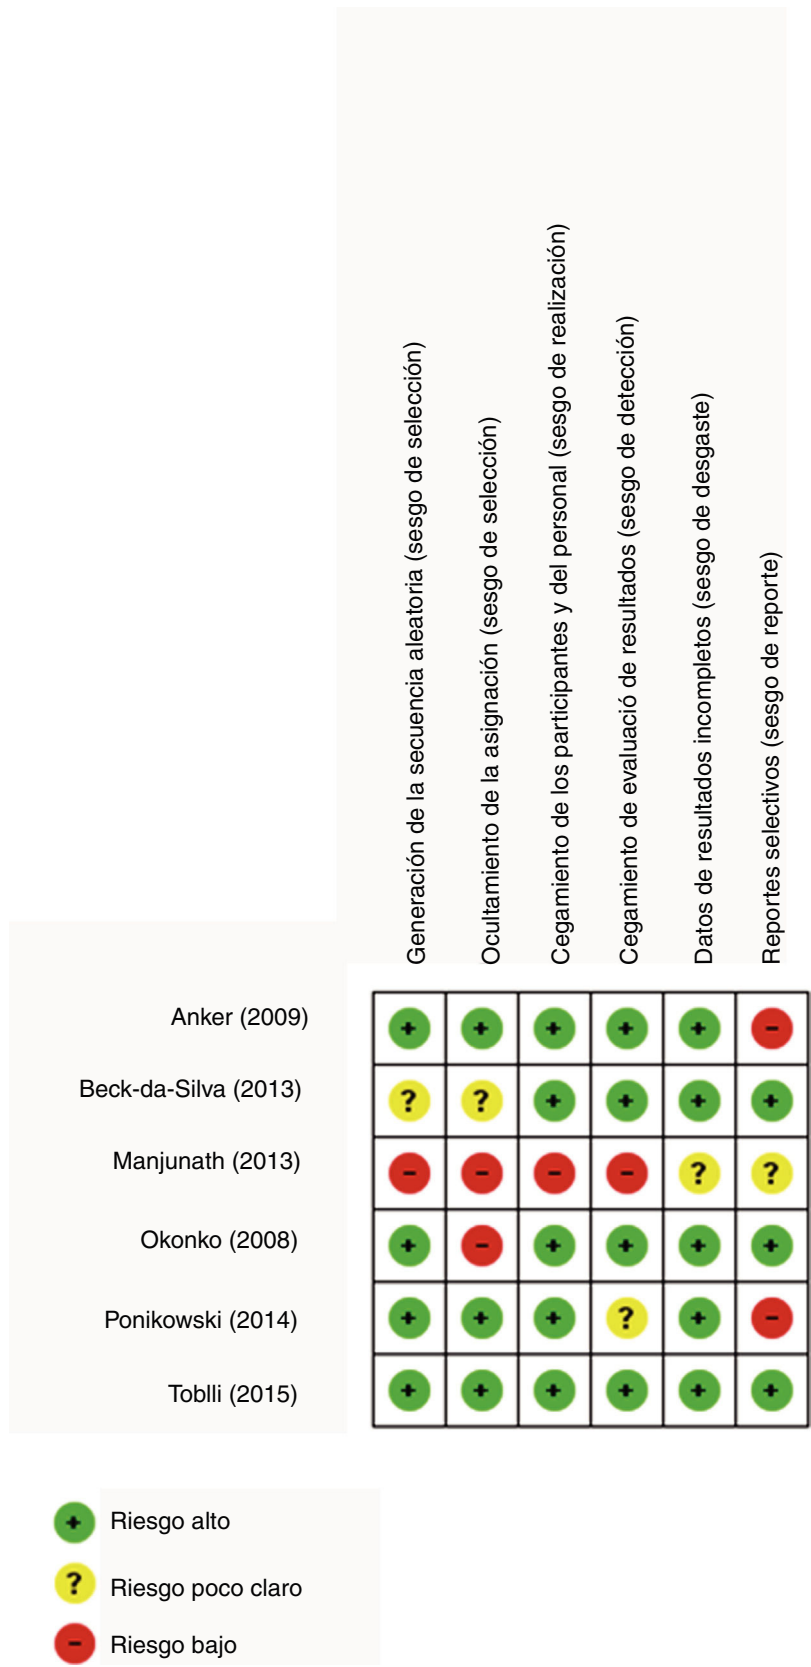 Generación de la secuencia aleatoria (sesgo de selección)
Ocultamiento de la asignación (sesgo de selección)
Cegamiento de los participantes y del personal (sesgo de realización)
Cegamiento de evaluació de resultados (sesgo de detección)
Datos de resultados incompletos (sesgo de desgaste)
Reportes selectivos (sesgo de reporte)
Anker (2009) + + + + + -
Beck-da-Silva (2013) ? ? + + + +
Manjunath (2013) - - - - ? ?
Okonko (2008) + - + + + +
Ponikowski (2014) + + + ? + -
Toblli (2015) + + + + + +
+ Riesgo alto
? Riesgo poco claro
- Riesgo bajo